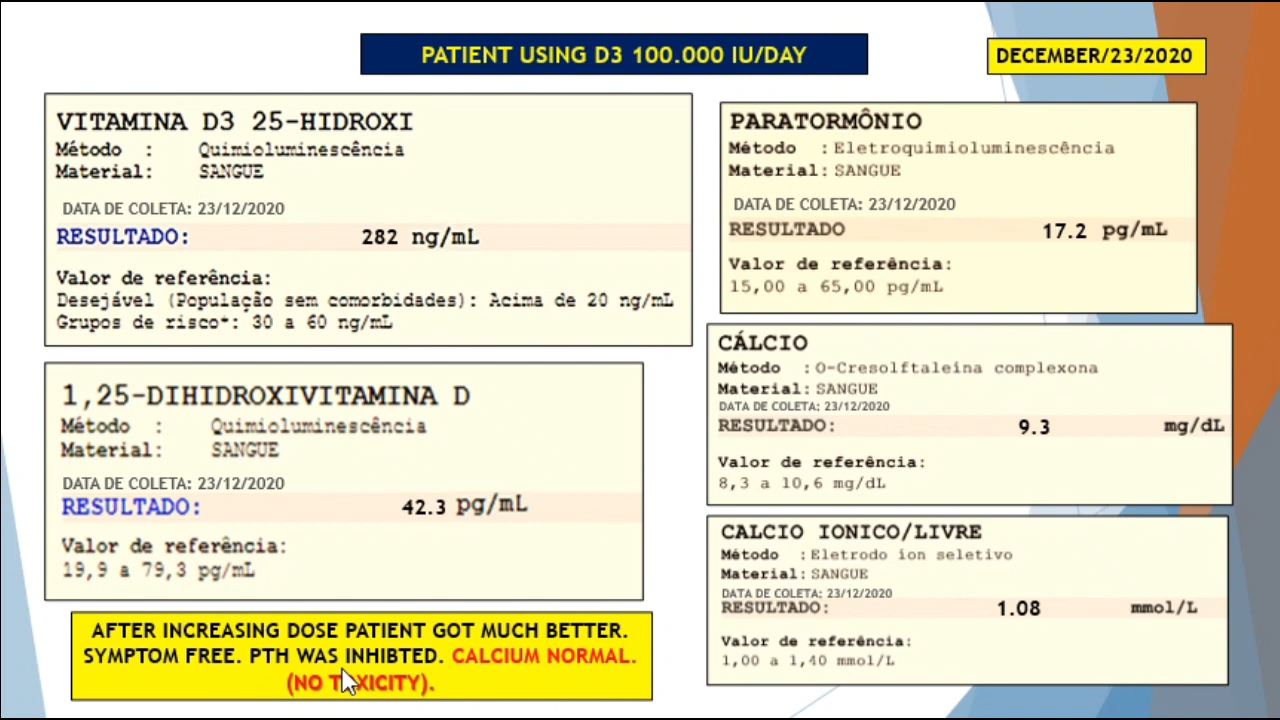 PATIENT USING D3 100.000 IU/DAY
DECEMBER/23/2020
VITAMINA D3 25-HIDROXI
Método : Quimioluminescência
Material: SANGUE
DATA DE COLETA: 23/12/2020
RESULTADO: 282 ng/mL
Valor de referência:
Desejável (População sem comorbidades): Acima de 20 ng/mL
Grupos de risco*: 30 a 60 ng/mL
1,25-DIHIDROXIVITAMINA D
Método : Quimioluminescência
Material: SANGUE
DATA DE COLETA: 23/12/2020
RESULTADO: 42.3 pg/mL
Valor de referência:
19,9 a 79,3 pg/mL
AFTER INCREASING DOSE PATIENT GOT MUCH BETTER.
SYMPTOM FREE. PTH WAS INHIBTED. CALCIUM NORMAL.
(NO TOXICITY).
PARATORMÔNIO
Método : Eletroquimioluminescência
Material: SANGUE
DATA DE COLETA: 23/12/2020
RESULTADO 17.2 pg/mL
Valor de referência:
15,00 a 65,00 pg/mL
CÁLCIO
Método : O-Cresolftaleina complexona
Material: SANGUE
DATA DE COLETA: 23/12/2020
RESULTADO: 9.3 mg/dL
Valor de referência:
8,3 a 10,6 mg/dL
CALCIO IONICO/LIVRE
Método : Eletrodo ion seletivo
Material: SANGUE
DATA DE COLETA: 23/12/2020
RESULTADO: 1.08 mmol/L
Valor de referência:
1,00 a 1,40 mmol/L